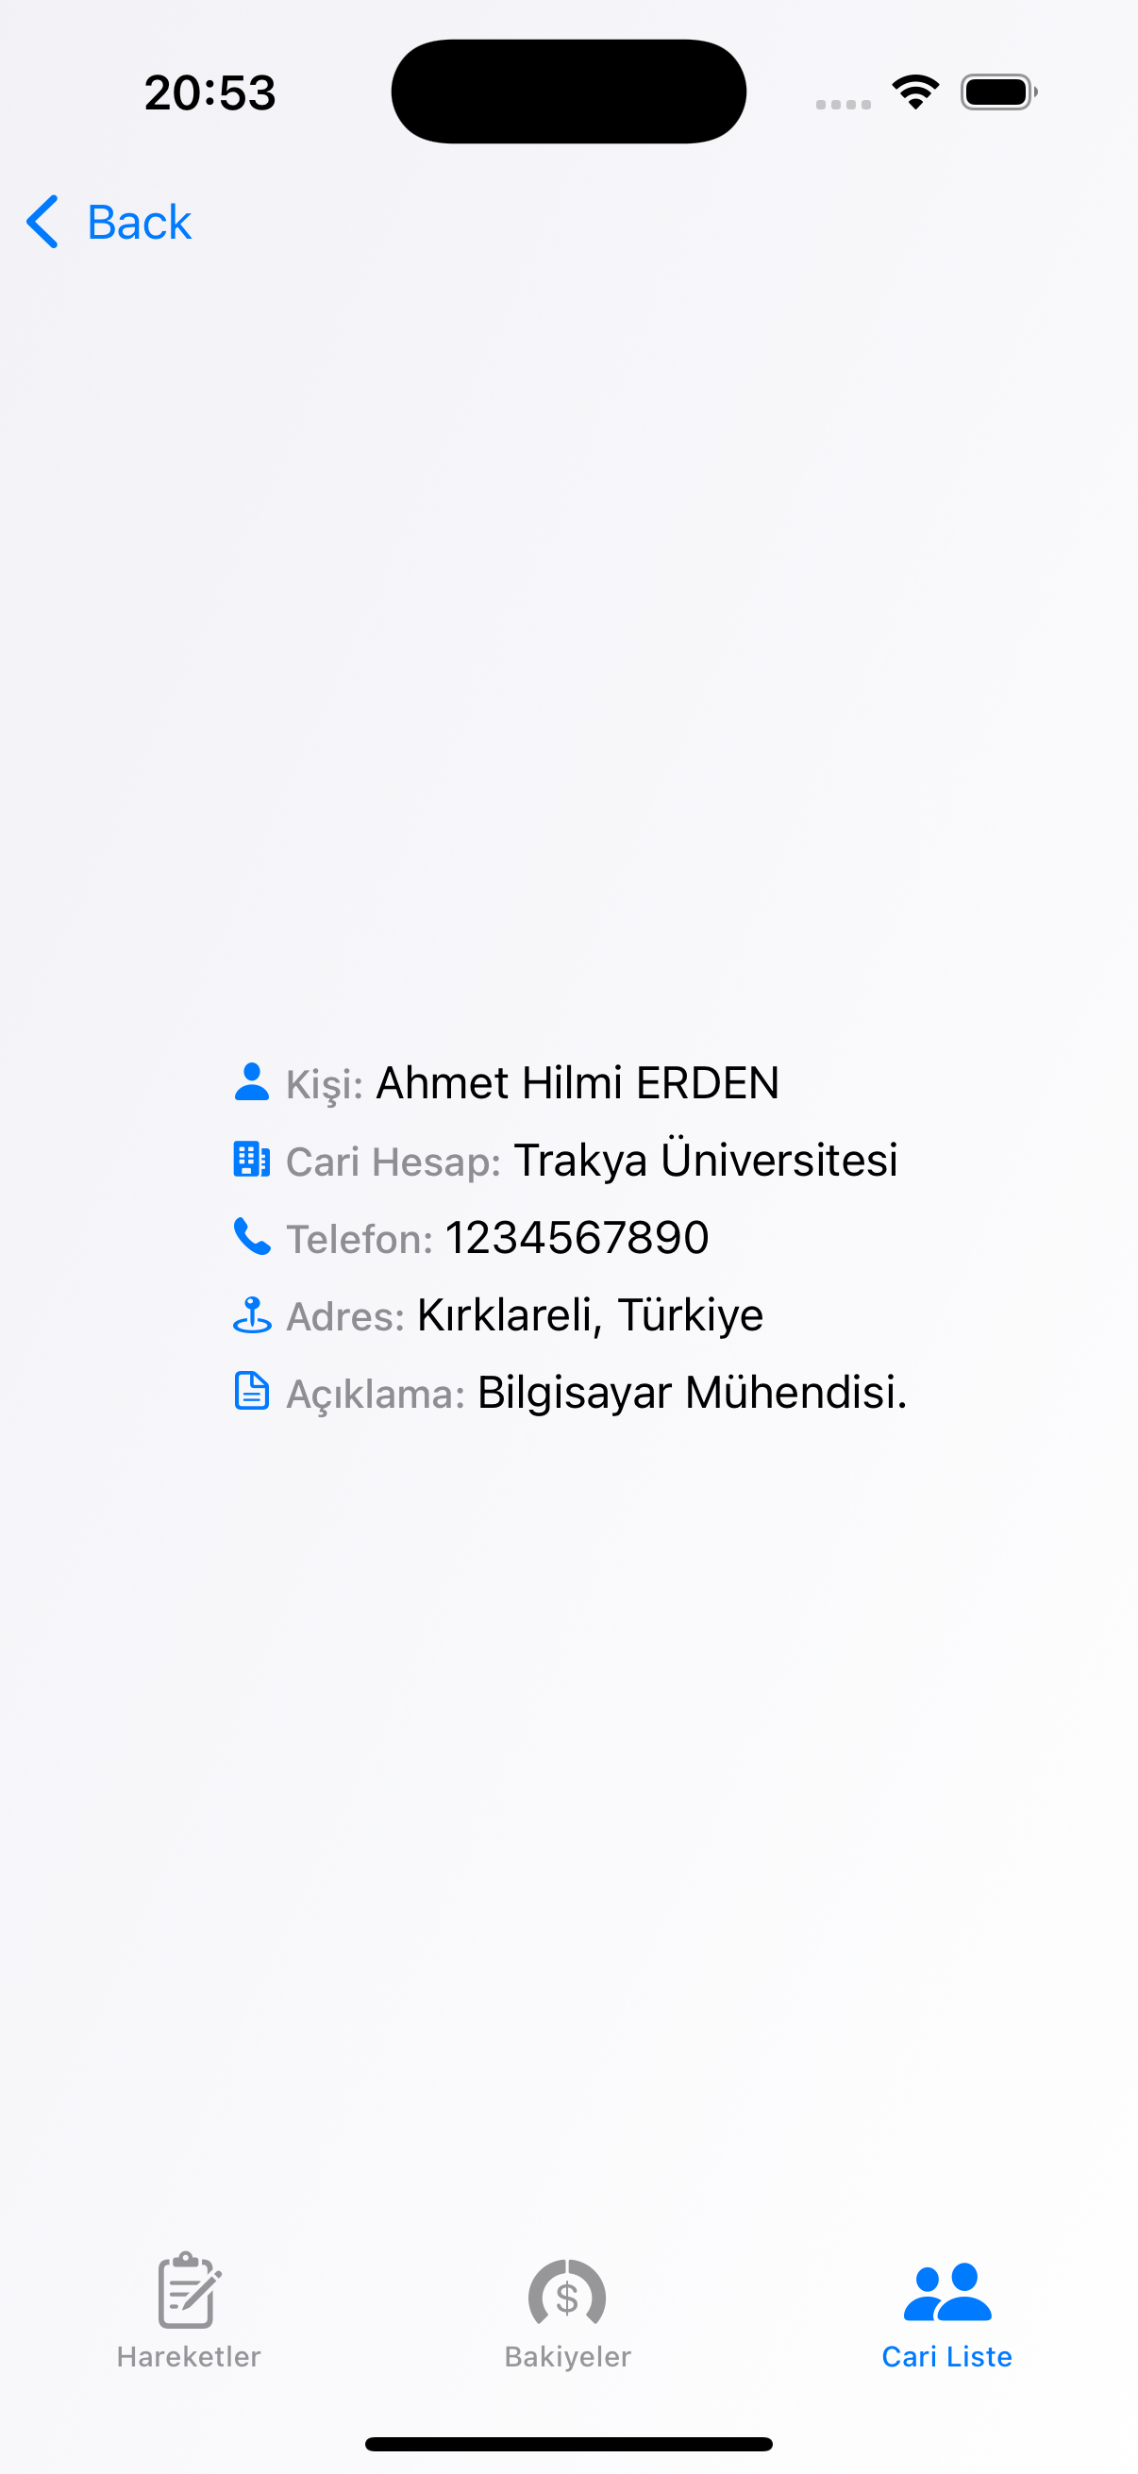 20:53
Back
Kişi: Ahmet Hilmi ERDEN
Cari Hesap: Trakya Üniversitesi
Telefon: 1234567890
Adres: Kırklareli, Türkiye
Açıklama: Bilgisayar Mühendisi.
$
Hareketler Bakiyeler Cari Liste